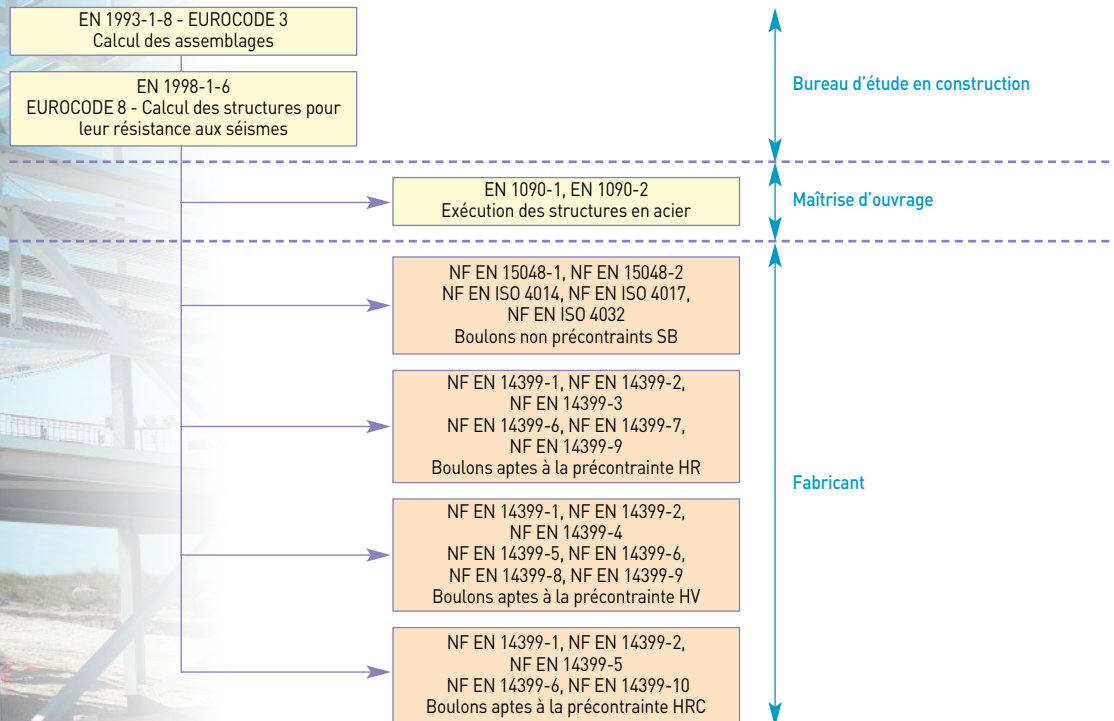 EN 1993-1-8 - EUROCODE 3
Calcul des assemblages
EN 1998-1-6
EUROCODE 8 - Calcul des structures pour
leur résistance aux séismes
Bureau d'étude en construction
EN 1090-1, EN 1090-2
Exécution des structures en acier
Maîtrise d'ouvrage
NF EN 15048-1, NF EN 15048-2
NF EN ISO 4014, NF EN ISO 4017,
NF EN ISO 4032
Boulons non précontraints SB
NF EN 14399-1, NF EN 14399-2,
NF EN 14399-3
NF EN 14399-6, NF EN 14399-7,
NF EN 14399-9
Boulons aptes à la précontrainte HR
Fabricant
NF EN 14399-1, NF EN 14399-2,
NF EN 14399-4
NF EN 14399-5, NF EN 14399-6,
NF EN 14399-8, NF EN 14399-9
Boulons aptes à la précontrainte HV
NF EN 14399-1, NF EN 14399-2,
NF EN 14399-5
NF EN 14399-6, NF EN 14399-10
Boulons aptes à la précontrainte HRC